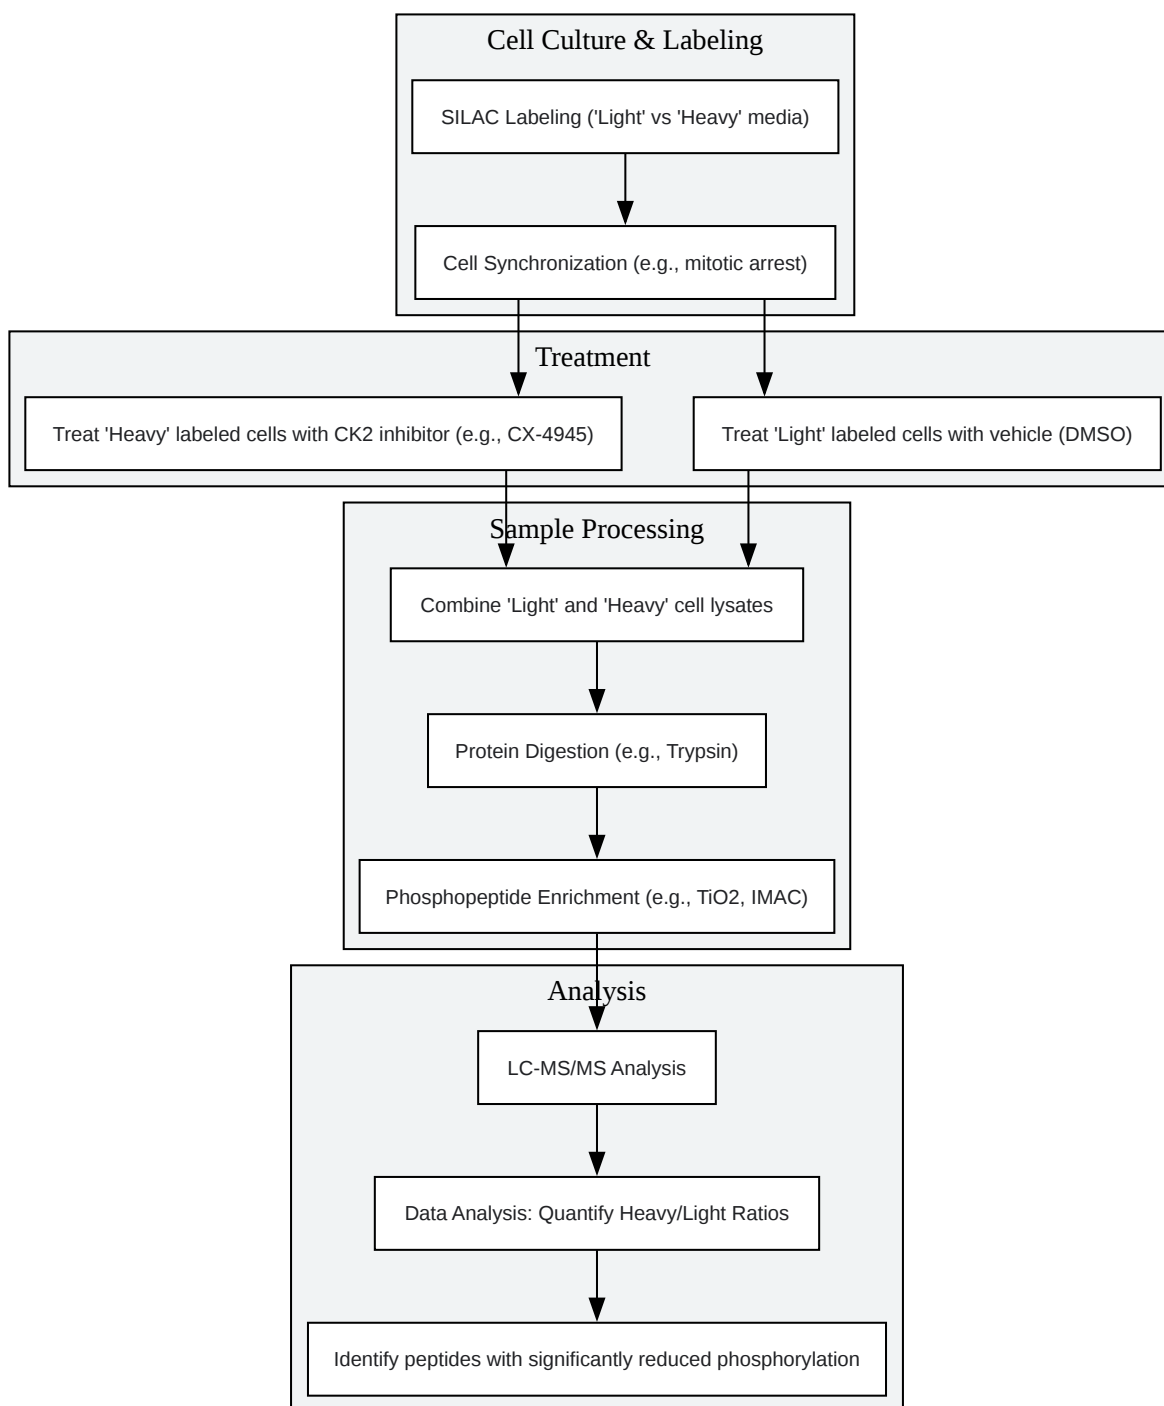 Cell Culture & Labeling
SILAC Labeling ('Light' vs 'Heavy' media)
Cell Synchronization (e.g., mitotic arrest)
Treatment
Treat 'Heavy' labeled cells with CK2 inhibitor (e.g., CX-4945)
Treat 'Light' labeled cells with vehicle (DMSO)
Sample Processing
Combine 'Light' and 'Heavy' cell lysates
Protein Digestion (e.g., Trypsin)
Phosphopeptide Enrichment (e.g., TiO2, IMAC)
Analysis
LC-MS/MS Analysis
Data Analysis: Quantify Heavy/Light Ratios
Identify peptides with significantly reduced phosphorylation